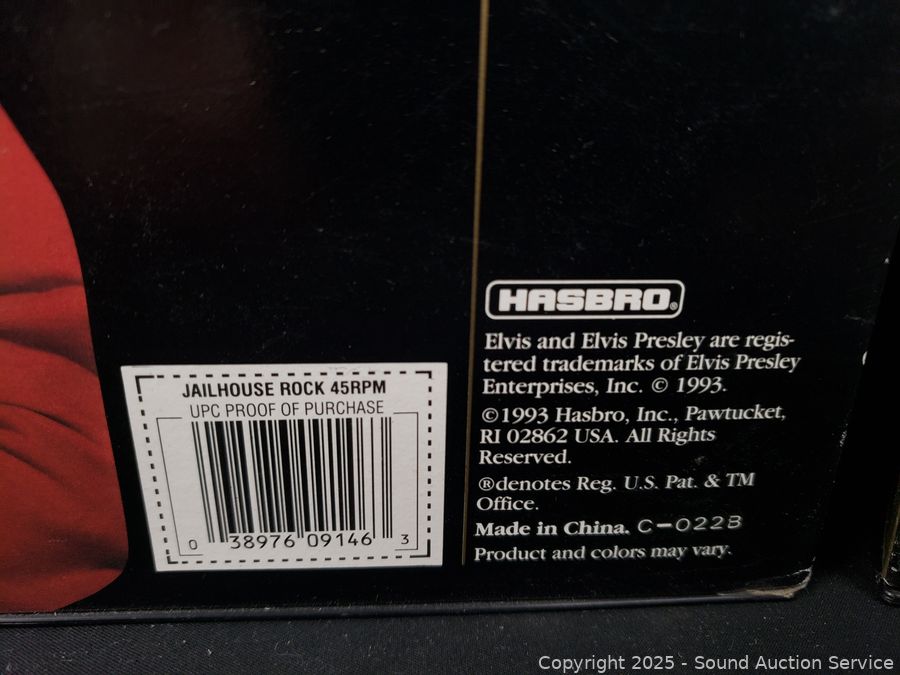 JAILHOUSE ROCK 45RPM
UPC PROOF OF PURCHASE
0 38976 09146 3
HASBRO®
Elvis and Elvis Presley are regis-
tered trademarks of Elvis Presley
Enterprises, Inc. © 1993.
©1993 Hasbro, Inc., Pawtucket,
RI 02862 USA. All Rights
Reserved.
®denotes Reg. U.S. Pat. & TM
Office.
Made in China. C-022B
Product and colors may vary.
Copyright 2025 - Sound Auction Service